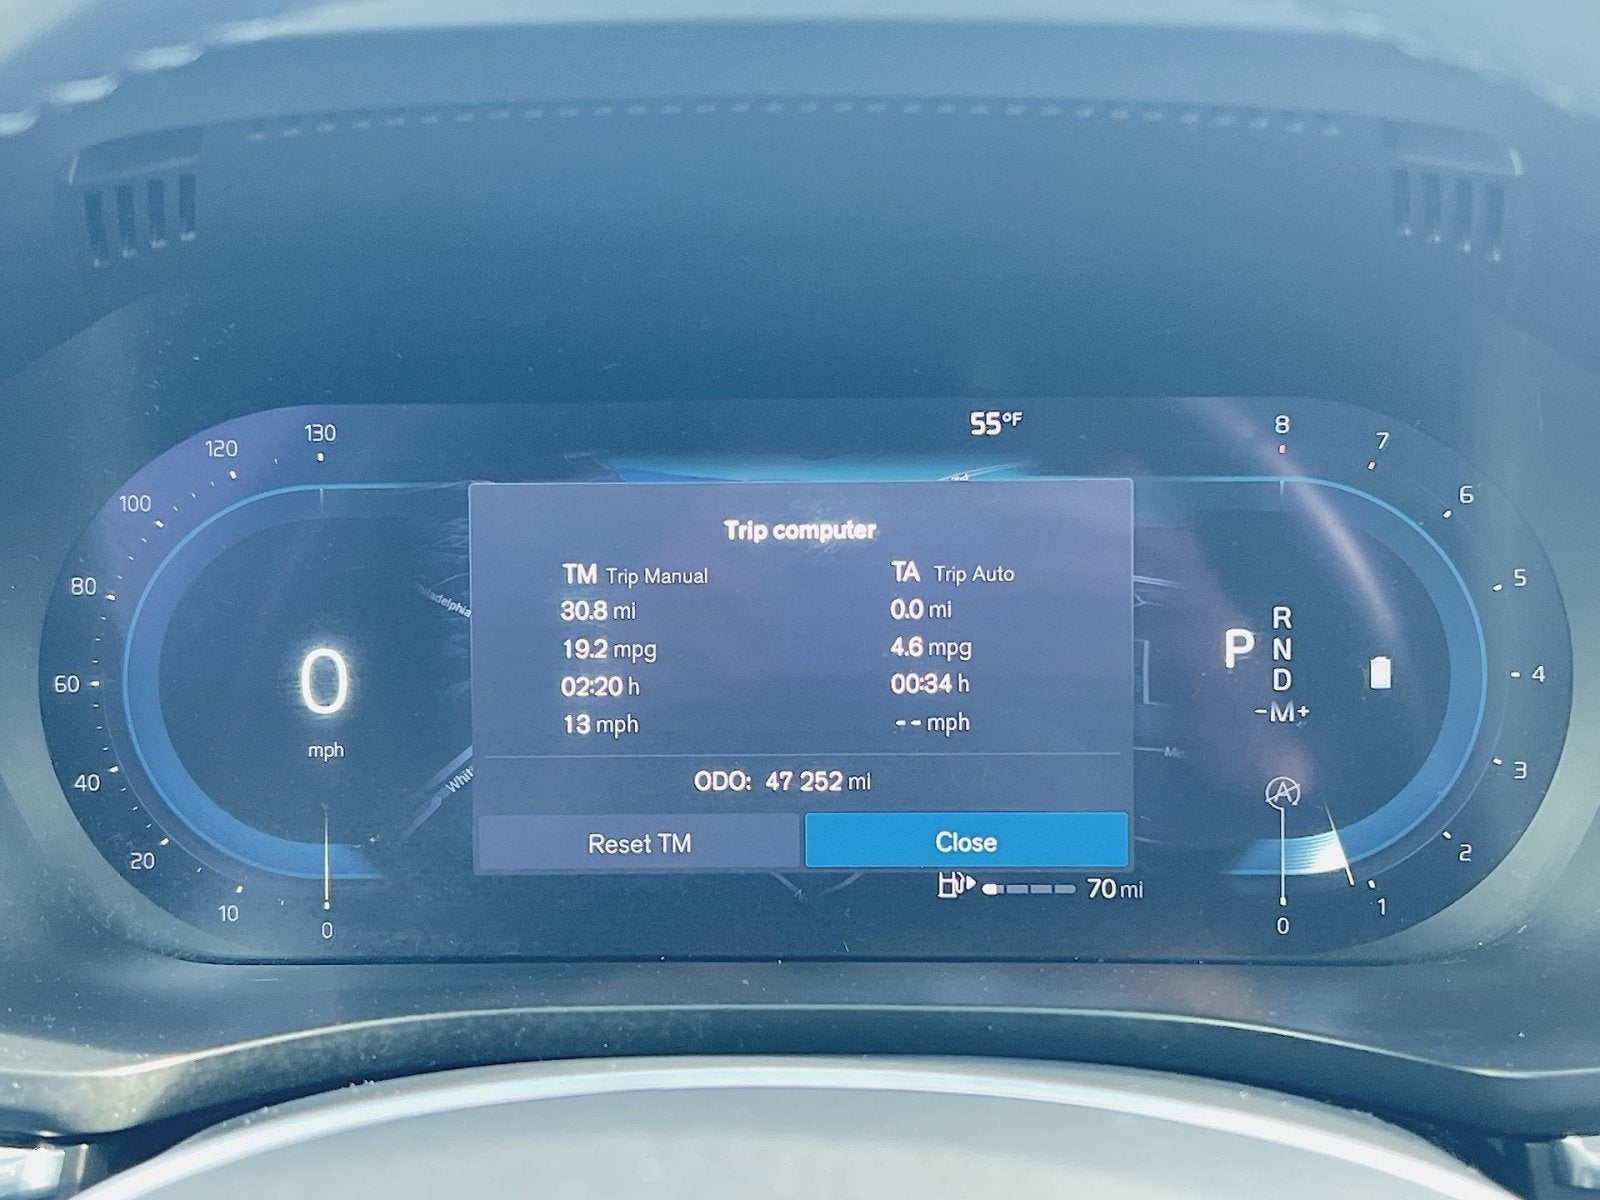 55°F
130
120
100
80
60
40
20
10
0
0
mph
adelphia
Whit
Trip computer
TM Trip Manual
30.8 mi
19.2 mpg
02:20 h
13 mph
TA Trip Auto
0.0 mi
4.6 mpg
00:34 h
-- mph
ODO: 47 252 mi
Reset TM
Close
70 mi
P
R
N
D
-M+
A
8
7
6
5
4
3
2
1
0